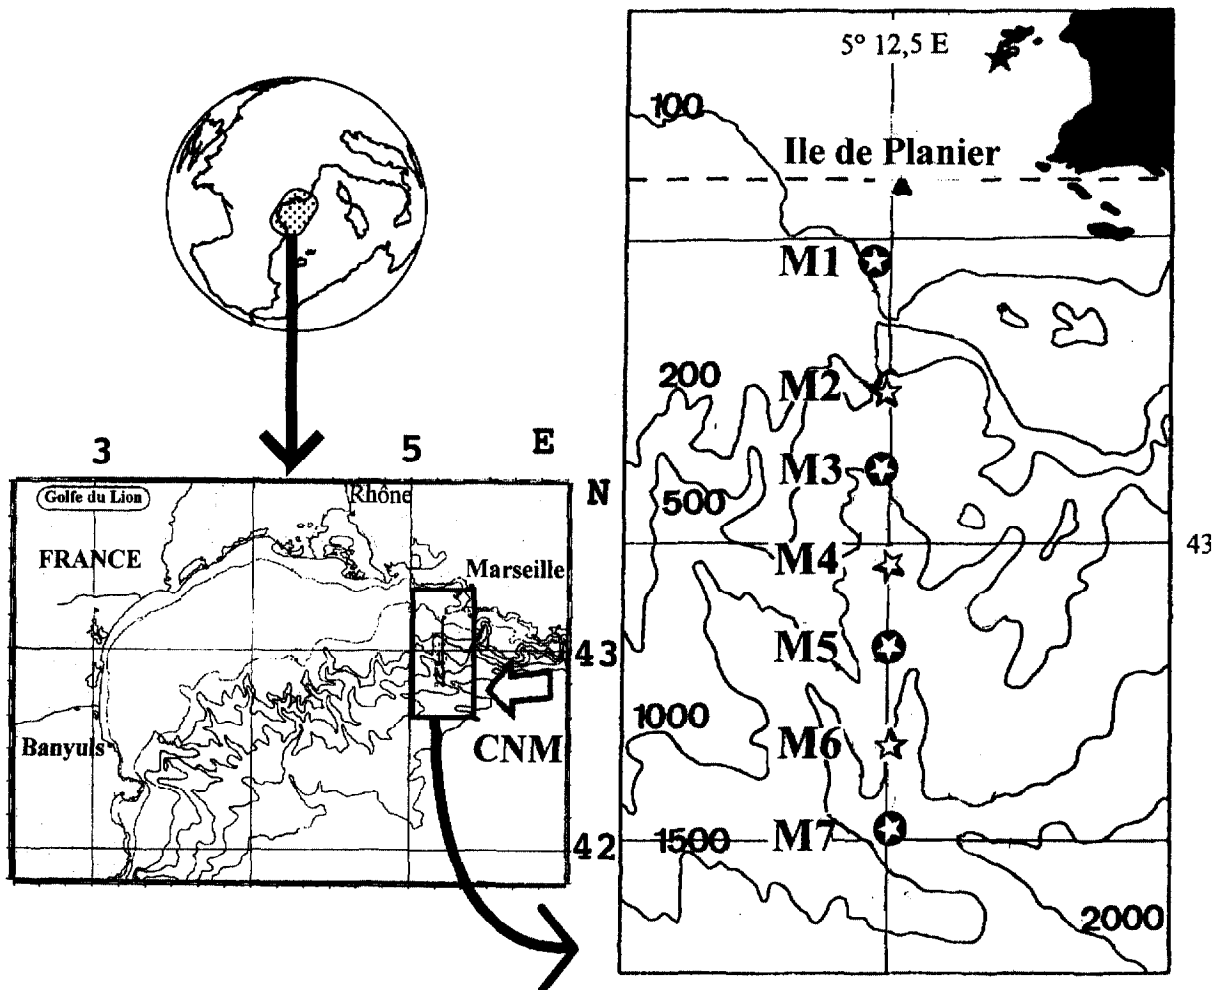 5° 12,5 E
100
Ile de Planier
M1
200
M2
M3
500
43
M4
M5
1000
M6
M7
1500
2000
3 5 E
N
Golfe du Lion
Rhône
FRANCE
Marseille
43
Banyuls
CNM
42